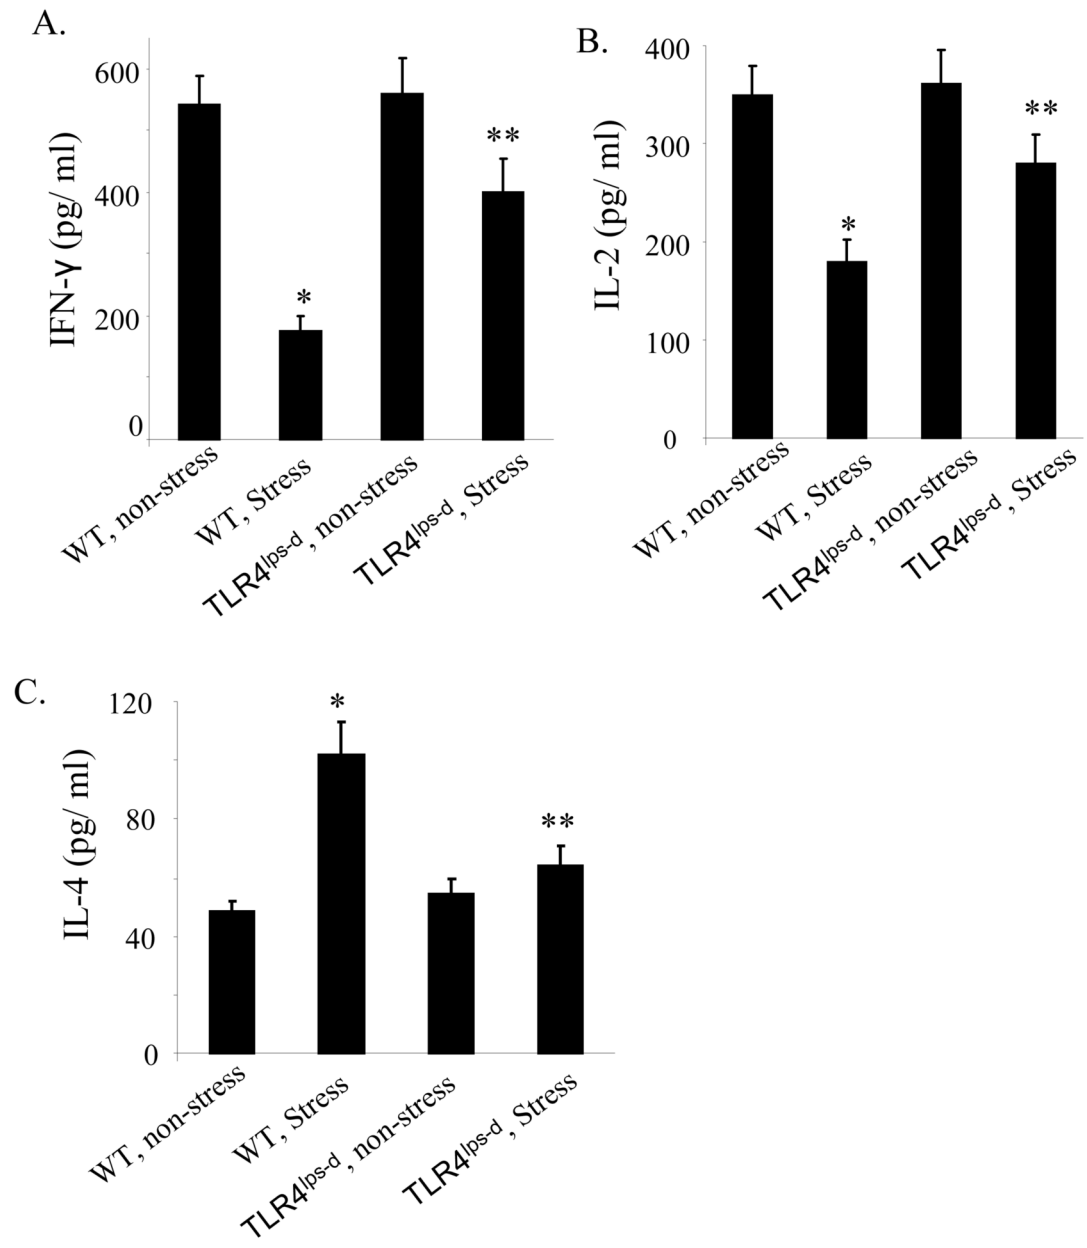 A.
IFN-γ (pg/ ml)
600
400
200
0
*
**
WT, non-stress
WT, Stress
TLR4lps-d, non-stress
TLR4lps-d, Stress
B.
IL-2 (pg/ ml)
400
300
200
100
0
*
**
WT, non-stress
WT, Stress
TLR4lps-d, non-stress
TLR4lps-d, Stress
C.
IL-4 (pg/ ml)
120
80
40
0
*
**
WT, non-stress
WT, Stress
TLR4lps-d, non-stress
TLR4lps-d, Stress